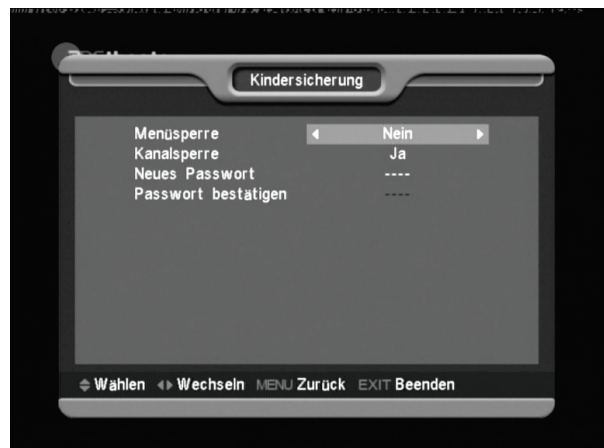 Kindersicherung
Menüsperre Nein
Kanalsperre Ja
Neues Passwort ----
Passwort bestätigen ----
Wählen Wechseln MENU Zurück EXIT Beenden